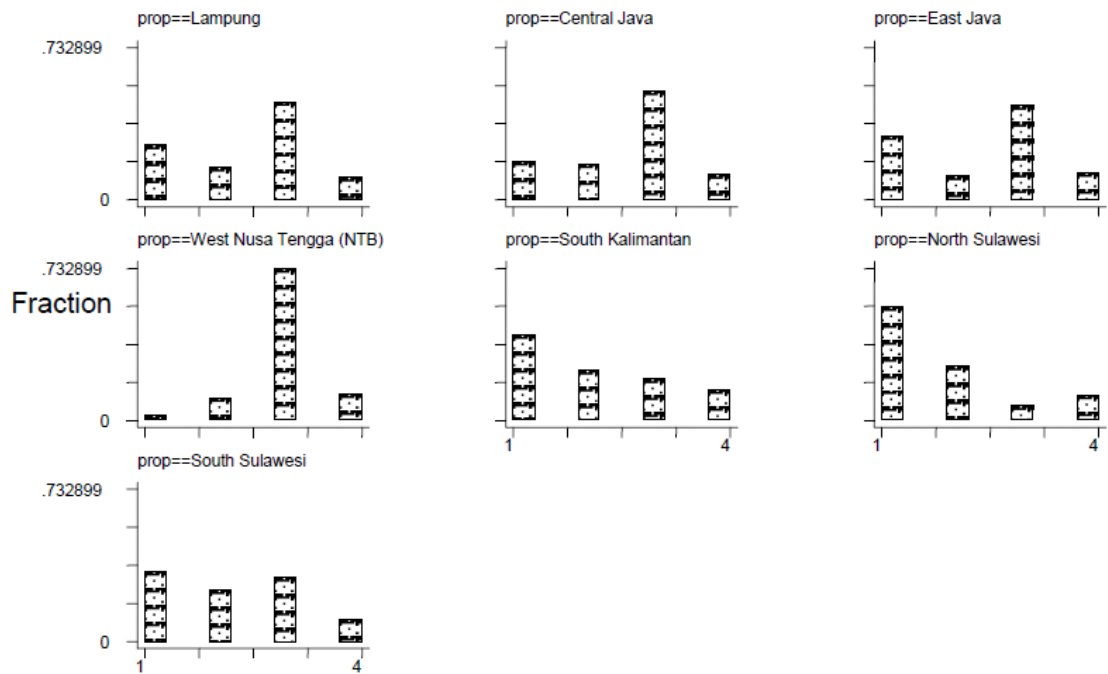 prop==Lampung
prop==Central Java
prop==East Java
.732899
0
prop==West Nusa Tengga (NTB)
prop==South Kalimantan
prop==North Sulawesi
.732899
Fraction
0
1
4
1
4
prop==South Sulawesi
.732899
0
1
4